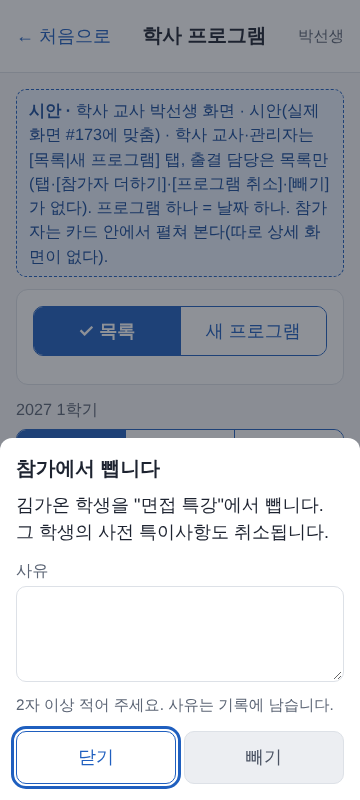 ← 처음으로
학사 프로그램
박선생
시안 · 학사 교사 박선생 화면 · 시안(실제
화면 #173에 맞춤) · 학사 교사·관리자는
[목록|새 프로그램] 탭, 출결 담당은 목록만
(탭·[참가자 더하기]·[프로그램 취소]·[빼기]
가 없다). 프로그램 하나 = 날짜 하나. 참가
자는 카드 안에서 펼쳐 본다(따로 상세 화
면이 없다).
✓ 목록
새 프로그램
2027 1학기
참가에서 뺍니다
김가온 학생을 "면접 특강"에서 뺍니다.
그 학생의 사전 특이사항도 취소됩니다.
사유
2자 이상 적어 주세요. 사유는 기록에 남습니다.
닫기
빼기